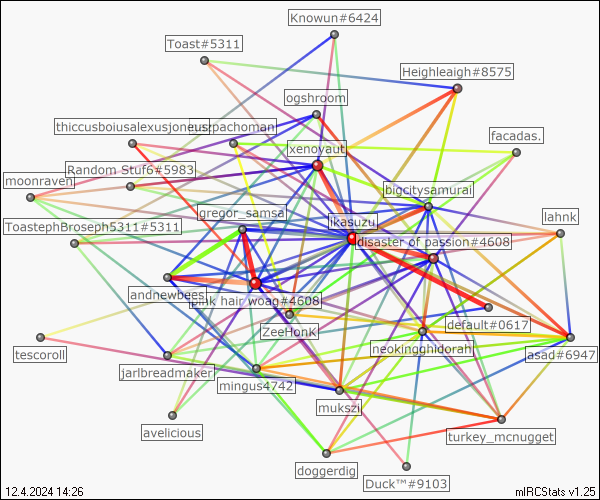 Knowun#6424
Toast#5311
Heighleaigh#8575
ogshroom
thiccusboiusalexusjoneus
pachoman
facadas.
xenovaut
Random Stuf6#5983
moonraven
bigcitysamurai
gregor_samsa
ikasuzu
lahnk
ToastephBroseph5311#5311
disaster of passion#4608
andnewbees
hair woag#4608
default#0617
ZeeHonK
tescoroll
neokingghidorah
asad#6947
jarlbreadmaker
mingus4742
mukszi
avelicious
turkey_mcnugget
doggerdig
Duck™#9103
12.4.2024 14:26
mIRCStats v1.25